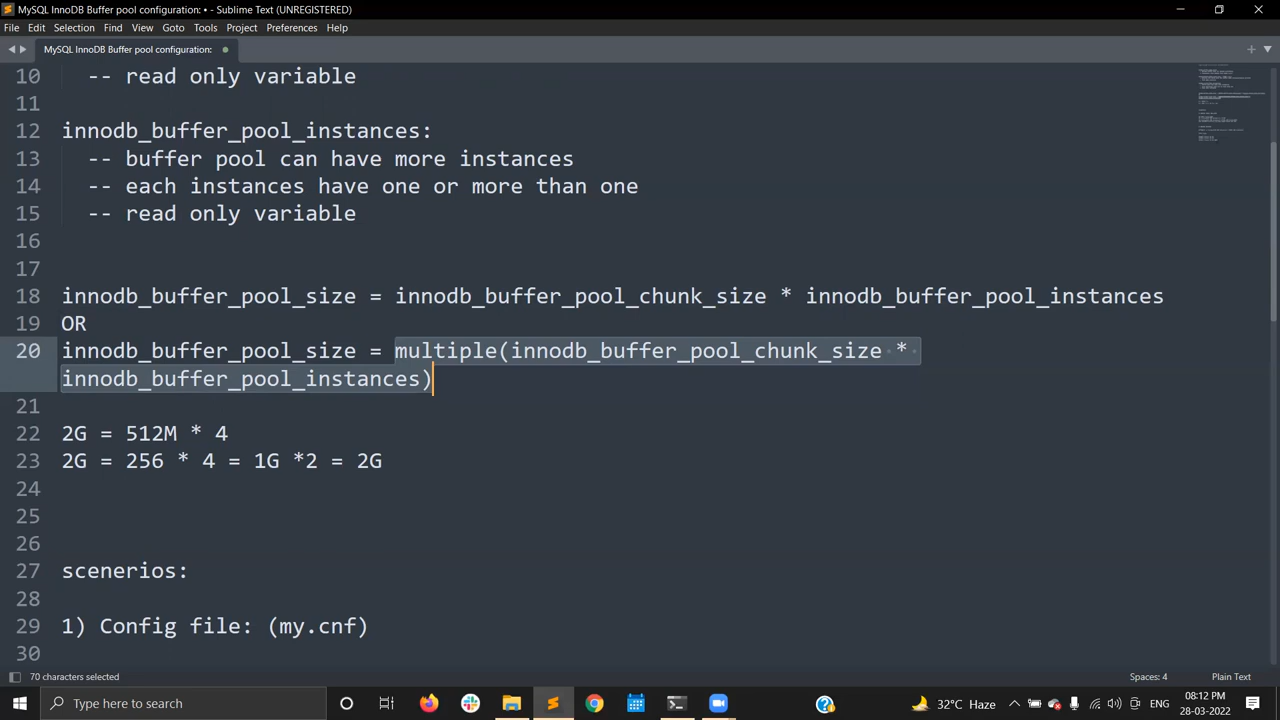 MySQL InnoDB Buffer pool configuration: • - Sublime Text (UNREGISTERED)
File Edit Selection Find View Goto Tools Project Preferences Help
MySQL InnoDB Buffer pool configuration:
10 -- read only variable
11
12 innodb_buffer_pool_instances:
13 -- buffer pool can have more instances
14 -- each instances have one or more than one
15 -- read only variable
16
17
18 innodb_buffer_pool_size = innodb_buffer_pool_chunk_size * innodb_buffer_pool_instances
19 OR
20 innodb_buffer_pool_size = multiple(innodb_buffer_pool_chunk_size *
innodb_buffer_pool_instances)
21
22 2G = 512M * 4
23 2G = 256 * 4 = 1G *2 = 2G
24
25
26
27 scenerios:
28
29 1) Config file: (my.cnf)
30
70 characters selected Spaces: 4 Plain Text
Type here to search 32°C Haze ENG 08:12 PM
28-03-2022